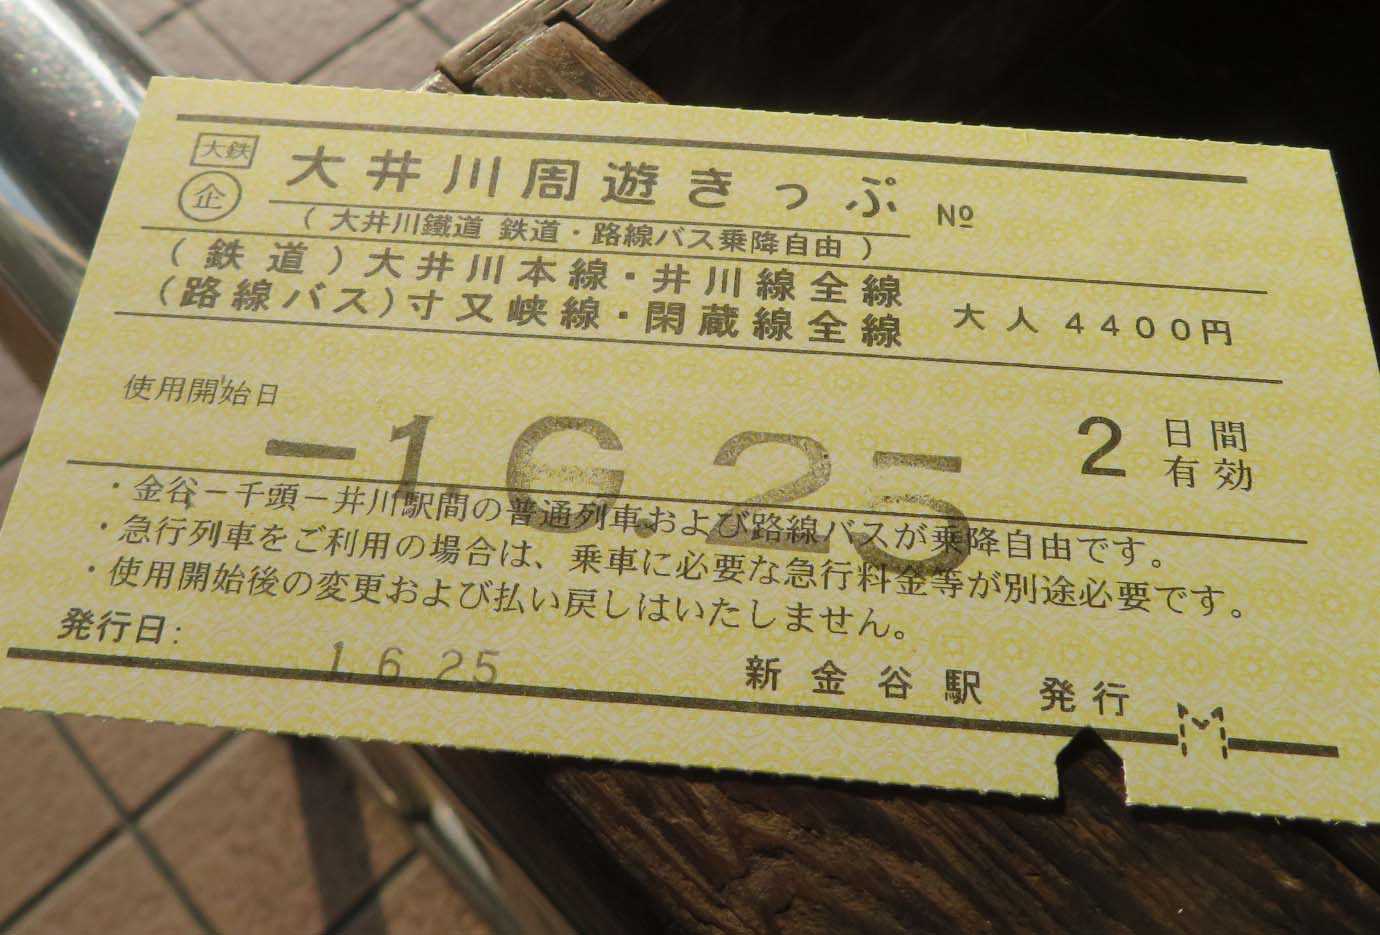 大鉄
企
大井川周遊きっぷ №
( 大井川鐵道 鉄道・路線バス乗降自由 )
(鉄道)大井川本線・井川線全線
(路線バス)寸又峡線・閑蔵線全線
大人 4400円
使用開始日
-1.6.25
2 日間有効
・金谷－千頭－井川駅間の普通列車および路線バスが乗降自由です。
・急行列車をご利用の場合は、乗車に必要な急行料金等が別途必要です。
・使用開始後の変更および払い戻しはいたしません。
発行日:
1.6.25
新金谷駅 発行